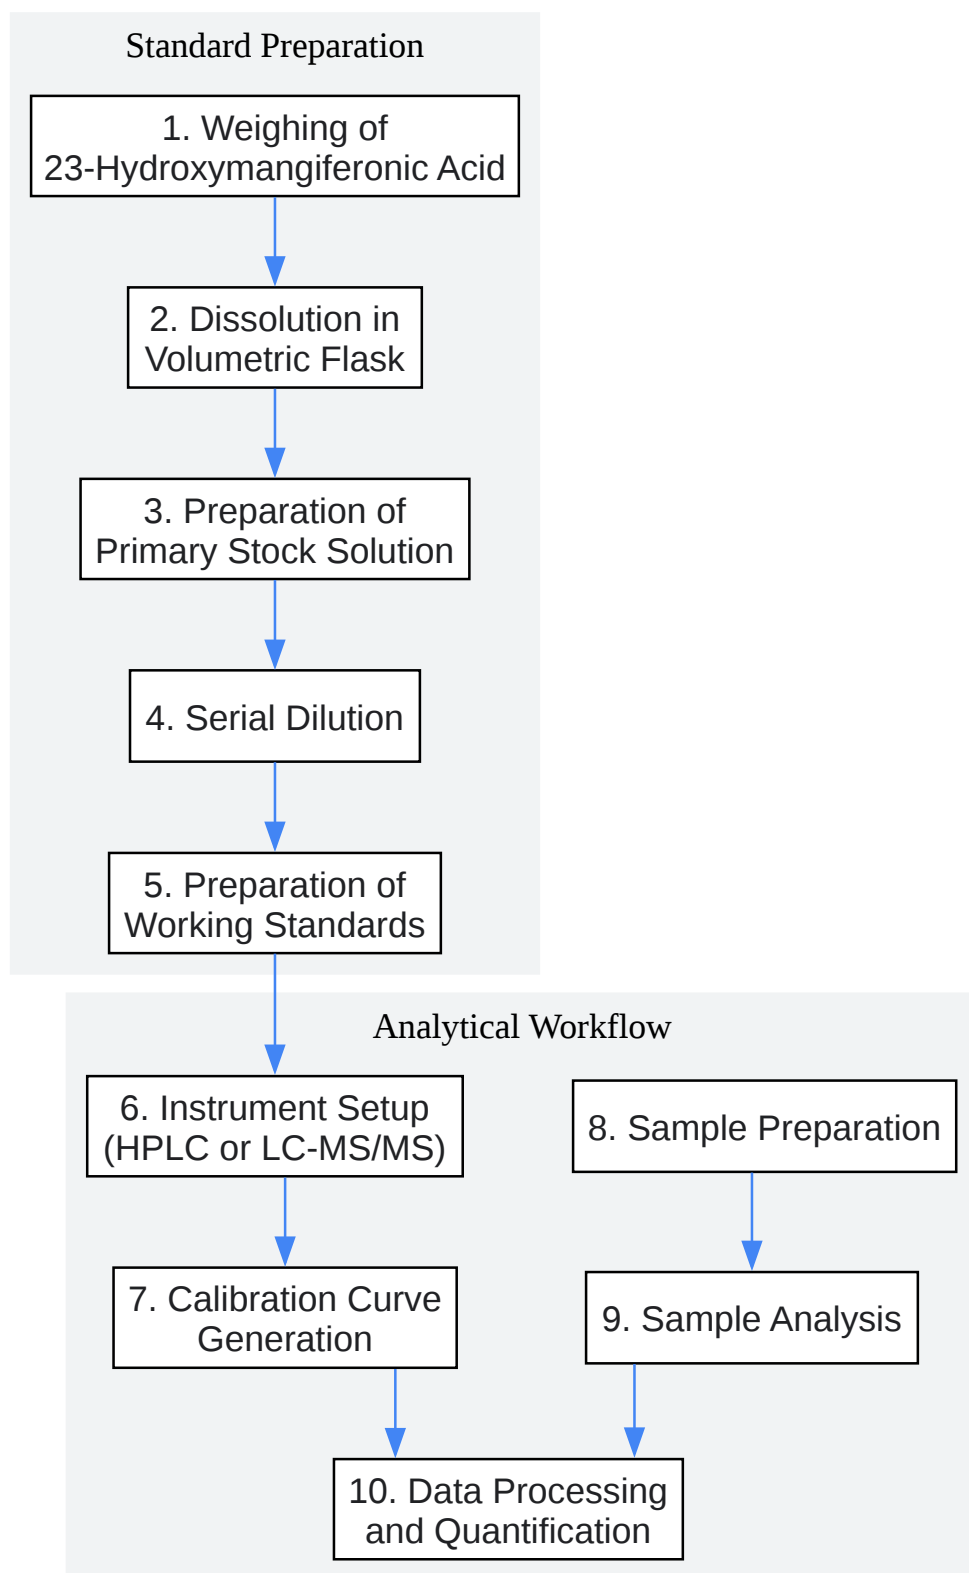 Standard Preparation
1. Weighing of
23-Hydroxymangiferonic Acid
2. Dissolution in
Volumetric Flask
3. Preparation of
Primary Stock Solution
4. Serial Dilution
5. Preparation of
Working Standards
Analytical Workflow
6. Instrument Setup
(HPLC or LC-MS/MS)
7. Calibration Curve
Generation
8. Sample Preparation
9. Sample Analysis
10. Data Processing
and Quantification